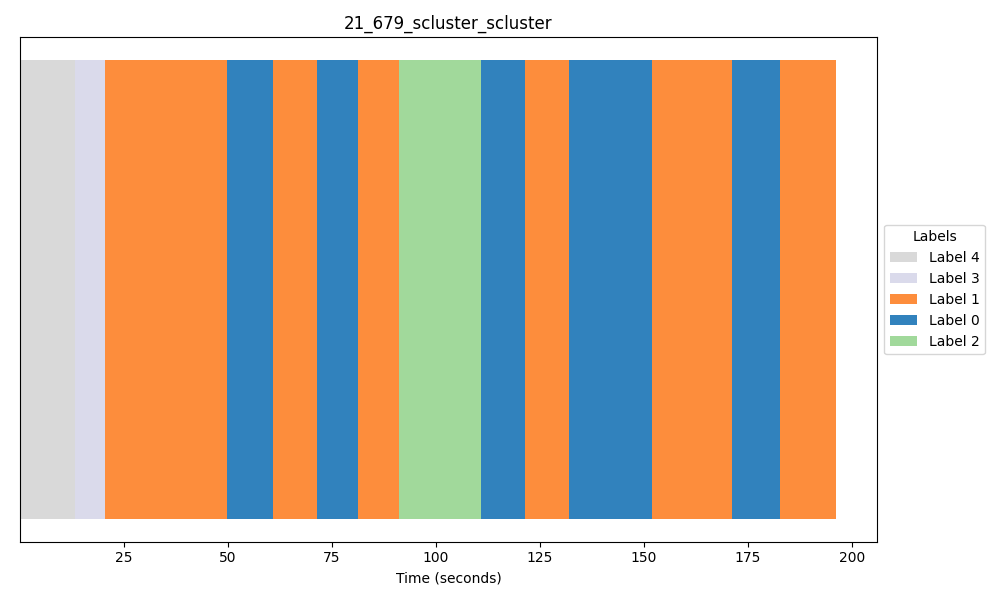 21_679_scluster_scluster
Labels
Label 4
Label 3
Label 1
Label 0
Label 2
25 50 75 100 125 150 175 200
Time (seconds)